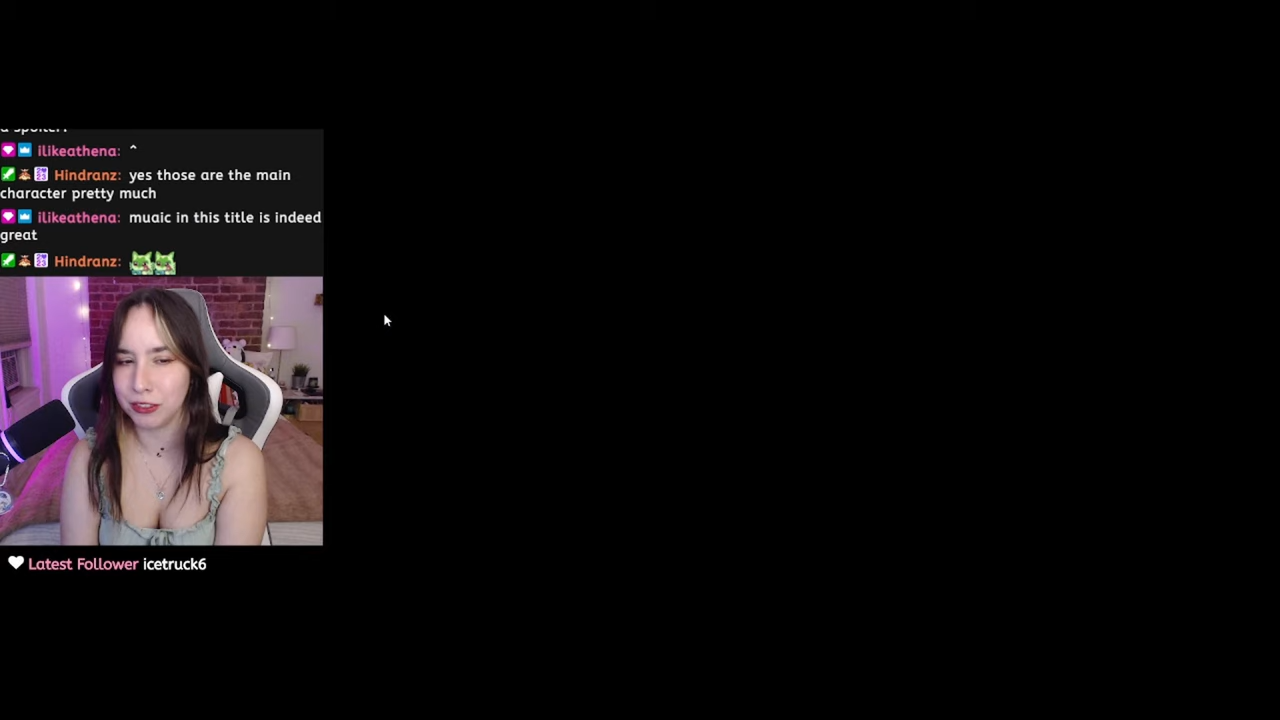 a spoiler?
ilikeathena: ^
Hindranz: yes those are the main
character pretty much
ilikeathena: muaic in this title is indeed
great
Hindranz:
Latest Follower icetruck6